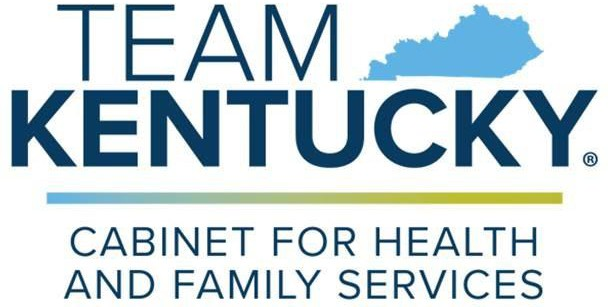 TEAM
KENTUCKY®
CABINET FOR HEALTH
AND FAMILY SERVICES